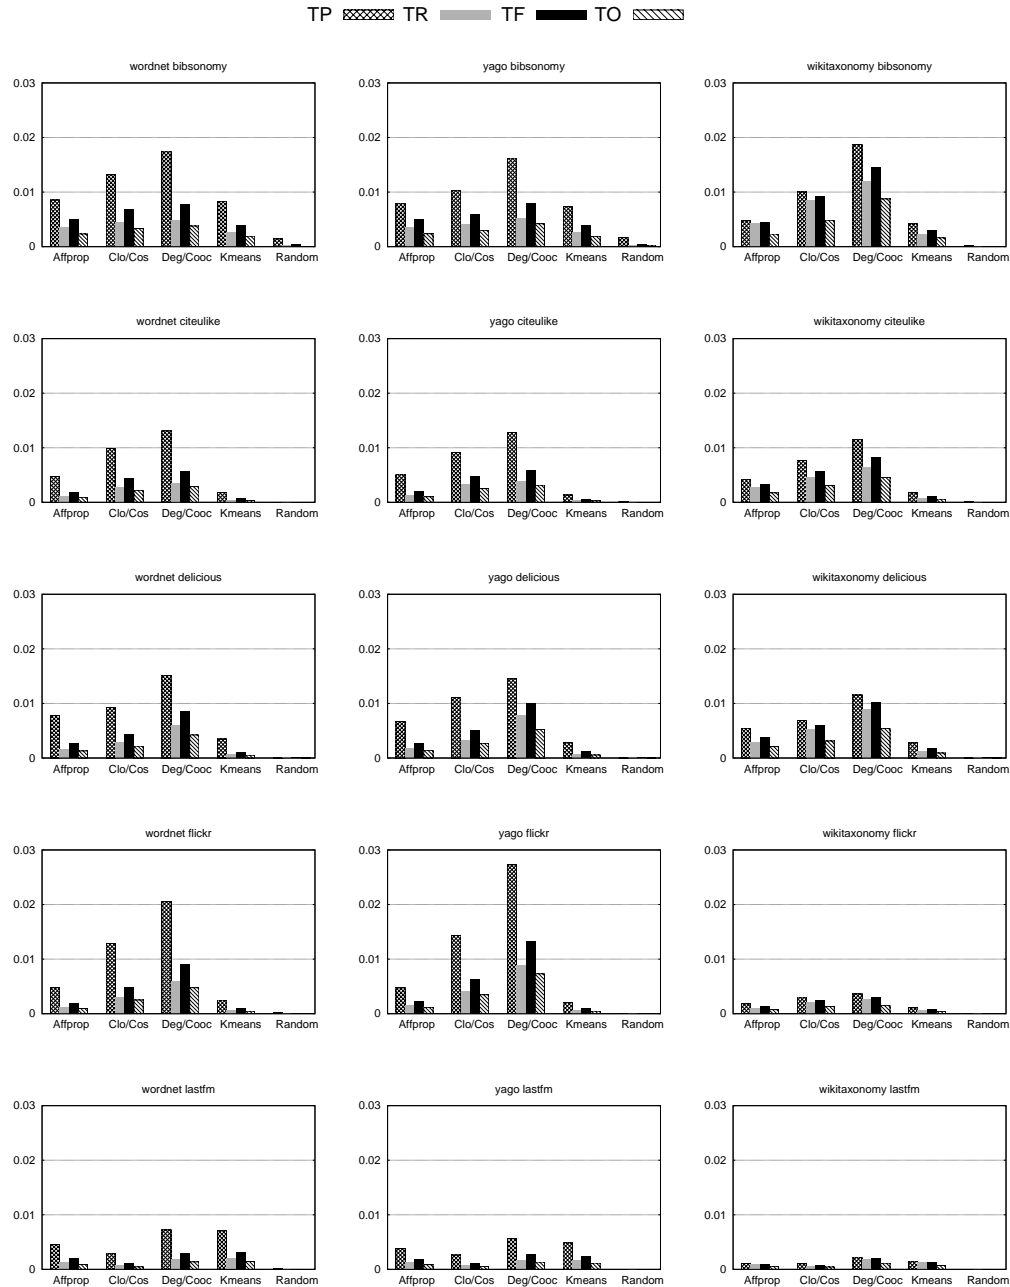 TP TR TF TO
wordnet bibsonomy yago bibsonomy wikitaxonomy bibsonomy
0.03 0.03 0.03
0.02 0.02 0.02
0.01 0.01 0.01
0 0 0
Affprop Clo/Cos Deg/Cooc Kmeans Random Affprop Clo/Cos Deg/Cooc Kmeans Random Affprop Clo/Cos Deg/Cooc Kmeans Random
wordnet citeulike yago citeulike wikitaxonomy citeulike
0.03 0.03 0.03
0.02 0.02 0.02
0.01 0.01 0.01
0 0 0
Affprop Clo/Cos Deg/Cooc Kmeans Random Affprop Clo/Cos Deg/Cooc Kmeans Random Affprop Clo/Cos Deg/Cooc Kmeans Random
wordnet delicious yago delicious wikitaxonomy delicious
0.03 0.03 0.03
0.02 0.02 0.02
0.01 0.01 0.01
0 0 0
Affprop Clo/Cos Deg/Cooc Kmeans Random Affprop Clo/Cos Deg/Cooc Kmeans Random Affprop Clo/Cos Deg/Cooc Kmeans Random
wordnet flickr yago flickr wikitaxonomy flickr
0.03 0.03 0.03
0.02 0.02 0.02
0.01 0.01 0.01
0 0 0
Affprop Clo/Cos Deg/Cooc Kmeans Random Affprop Clo/Cos Deg/Cooc Kmeans Random Affprop Clo/Cos Deg/Cooc Kmeans Random
wordnet lastfm yago lastfm wikitaxonomy lastfm
0.03 0.03 0.03
0.02 0.02 0.02
0.01 0.01 0.01
0 0 0
Affprop Clo/Cos Deg/Cooc Kmeans Random Affprop Clo/Cos Deg/Cooc Kmeans Random Affprop Clo/Cos Deg/Cooc Kmeans Random